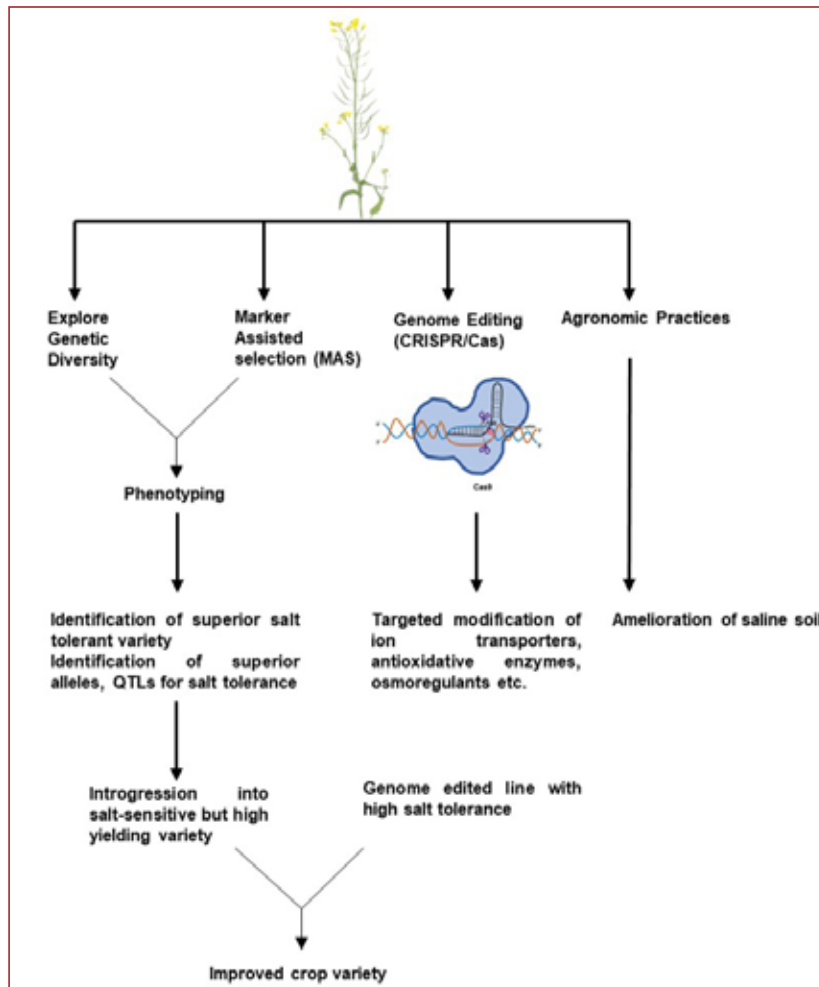 Explore
Genetic
Diversity
Marker
Assisted
selection (MAS)
Genome Editing
(CRISPR/Cas)
Agronomic Practices
Cas9
Phenotyping
Identification of superior salt
tolerant variety
Identification of superior
alleles, QTLs for salt tolerance
Targeted modification of
ion transporters,
antioxidative enzymes,
osmoregulants etc.
Amelioration of saline soil
Introgression into
salt-sensitive but high
yielding variety
Genome edited line with
high salt tolerance
Improved crop variety